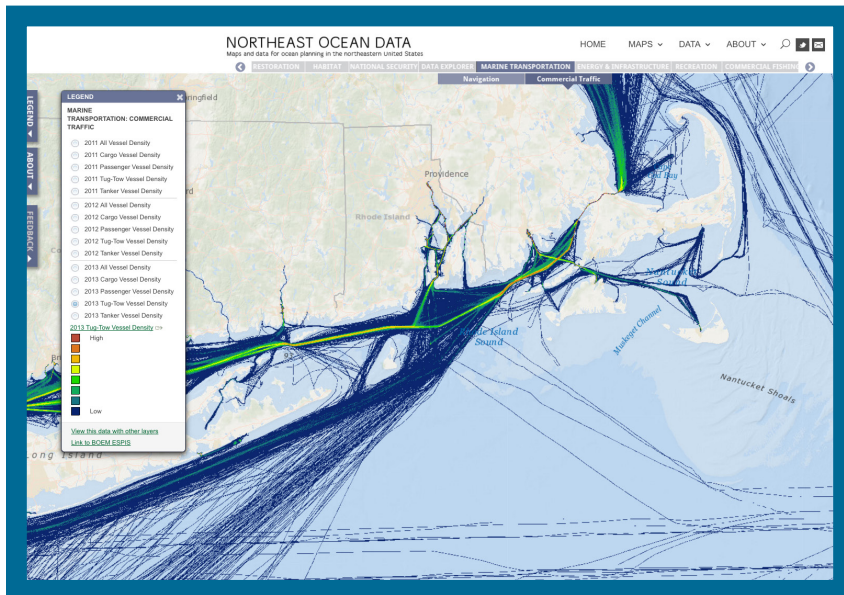 NORTHEAST OCEAN DATA
Maps and data for ocean planning in the northeastern United States
HOME MAPS DATA ABOUT
RESTORATION HABITAT NATIONAL SECURITY DATA EXPLORER MARINE TRANSPORTATION ENERGY & INFRASTRUCTURE RECREATION COMMERCIAL FISHING
Navigation Commercial Traffic
LEGEND
ABOUT
FEEDBACK
LEGEND
MARINE
TRANSPORTATION: COMMERCIAL
TRAFFIC
2011 All Vessel Density
2011 Cargo Vessel Density
2011 Passenger Vessel Density
2011 Tug-Tow Vessel Density
2011 Tanker Vessel Density
2012 All Vessel Density
2012 Cargo Vessel Density
2012 Passenger Vessel Density
2012 Tug-Tow Vessel Density
2012 Tanker Vessel Density
2013 All Vessel Density
2013 Cargo Vessel Density
2013 Passenger Vessel Density
2013 Tug-Tow Vessel Density
2013 Tanker Vessel Density
2013 Tug-Tow Vessel Density
High
Low
View this data with other layers
Link to BOEM ESPIS
Providence
Rhode Island
Nantucket
Sound
Island
Sound
Muskeget Channel
Nantucket Shoals
Long Island